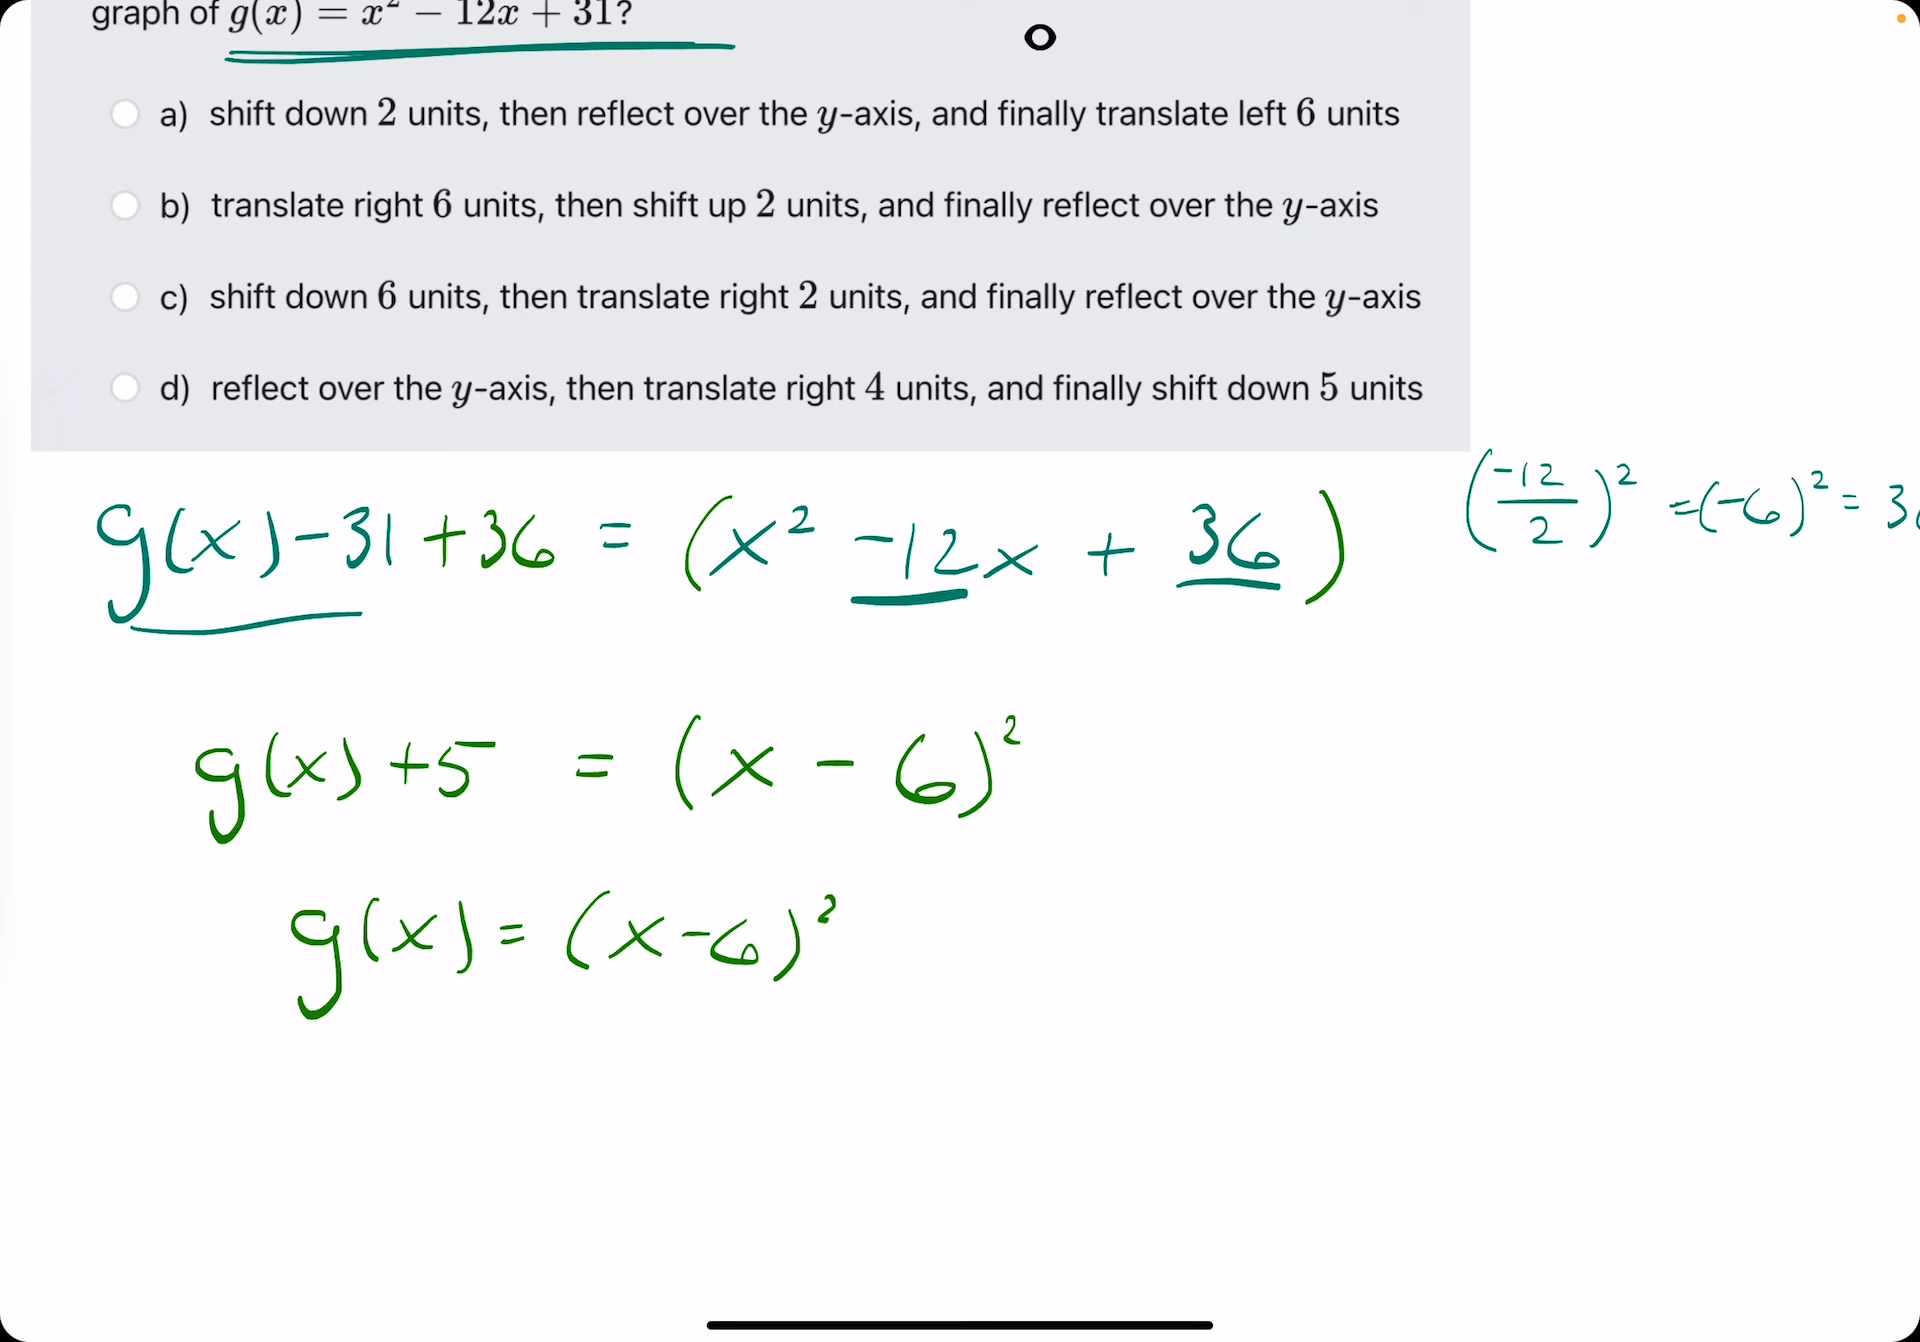 graph of g(x) = x² − 12x + 31?
a) shift down 2 units, then reflect over the y-axis, and finally translate left 6 units
b) translate right 6 units, then shift up 2 units, and finally reflect over the y-axis
c) shift down 6 units, then translate right 2 units, and finally reflect over the y-axis
d) reflect over the y-axis, then translate right 4 units, and finally shift down 5 units
g(x) - 31 + 36 = (x² - 12x + 36)
(-12/2)² = (-6)² = 3
g(x) + 5 = (x - 6)²
g(x) = (x - 6)²